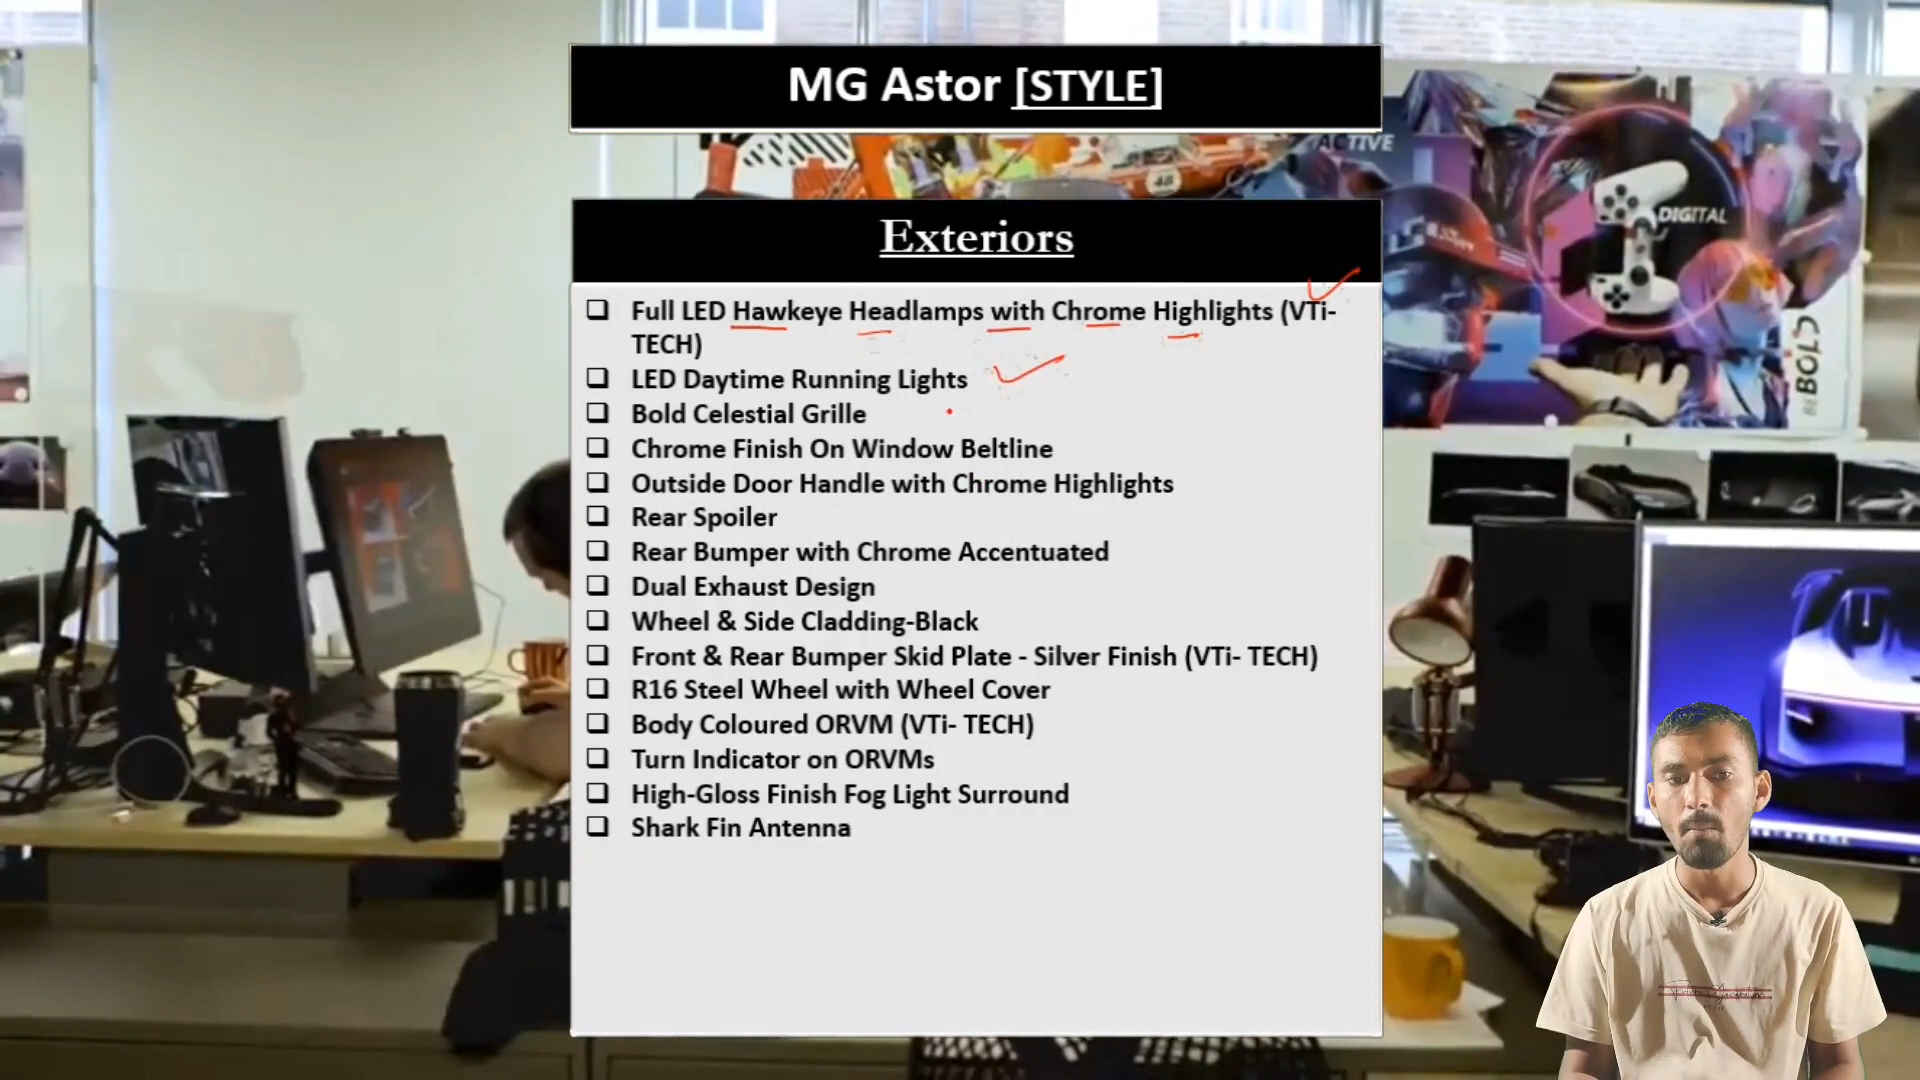 MG Astor [STYLE]
ACTIVE
48
DIGITAL
BE BOLD
Exteriors
Full LED Hawkeye Headlamps with Chrome Highlights (VTi-
TECH)
LED Daytime Running Lights
Bold Celestial Grille
Chrome Finish On Window Beltline
Outside Door Handle with Chrome Highlights
Rear Spoiler
Rear Bumper with Chrome Accentuated
Dual Exhaust Design
Wheel & Side Cladding-Black
Front & Rear Bumper Skid Plate - Silver Finish (VTi- TECH)
R16 Steel Wheel with Wheel Cover
Body Coloured ORVM (VTi- TECH)
Turn Indicator on ORVMs
High-Gloss Finish Fog Light Surround
Shark Fin Antenna